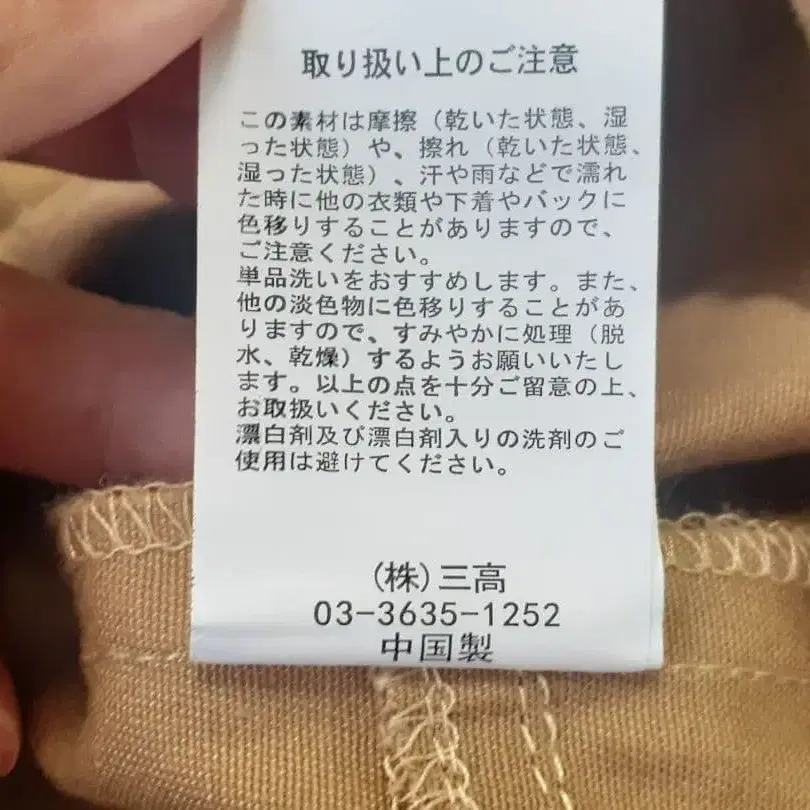 取り扱い上のご注意
この素材は摩擦（乾いた状態、湿
った状態）や、擦れ（乾いた状態、
湿った状態）、汗や雨などで濡れ
た時に他の衣類や下着やバックに
色移りすることがありますので、
ご注意ください。
単品洗いをおすすめします。また、
他の淡色物に色移りすることがあ
りますので、すみやかに処理（脱
水、乾燥）するようお願いいたし
ます。以上の点を十分ご留意の上、
お取扱いください。
漂白剤及び漂白剤入りの洗剤のご
使用は避けてください。
（株）三高
03-3635-1252
中国製